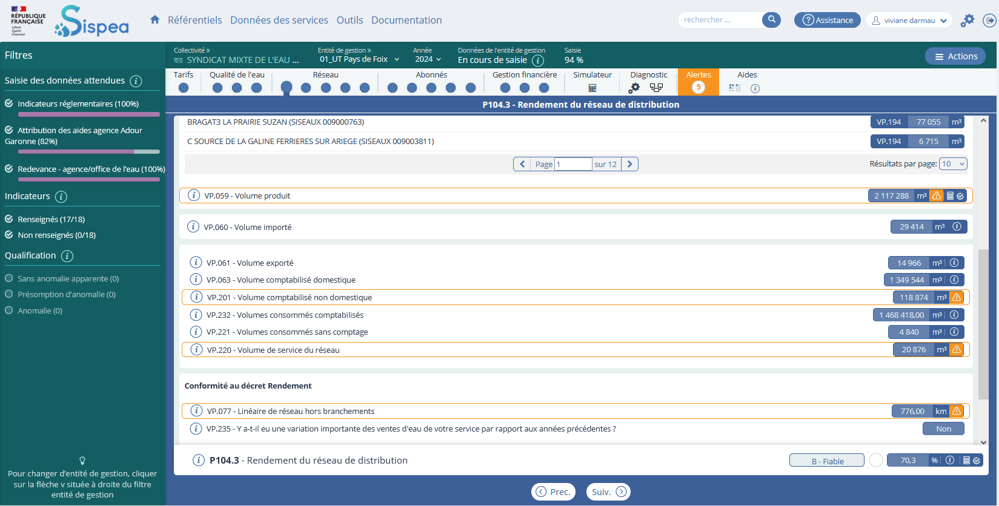 RÉPUBLIQUE
FRANÇAISE
Liberté
Égalité
Fraternité
Sispea
Référentiels Données des services Outils Documentation
rechercher ...
Assistance
viviane darmau
Filtres
Collectivité »
SYNDICAT MIXTE DE L'EAU ...
Entité de gestion »
01_UT Pays de Foix
Année
2024
Données de l'entité de gestion
En cours de saisie
Saisie
94 %
Actions
Saisie des données attendues
Indicateurs réglementaires (100%)
Attribution des aides agence Adour
Garonne (82%)
Redevance - agence/office de l'eau (100%)
Indicateurs
Renseignés (17/18)
Non renseignés (0/18)
Qualification
Sans anomalie apparente (0)
Présomption d'anomalie (0)
Anomalie (0)
Pour changer d'entité de gestion, cliquer
sur la flèche v située à droite du filtre
entité de gestion
Tarifs Qualité de l'eau Réseau Abonnés Gestion financière Simulateur Diagnostic Alertes Aides
5
P104.3 - Rendement du réseau de distribution
BRAGAT3 LA PRAIRIE SUZAN (SISEAUX 009000763) VP.194 77 055 m³
C SOURCE DE LA GALINE FERRIERES SUR ARIEGE (SISEAUX 009003811) VP.194 6 715 m³
Page 1 sur 12 Résultats par page: 10
VP.059 - Volume produit 2 117 288 m³
VP.060 - Volume importé 29 414 m³
VP.061 - Volume exporté 14 966 m³
VP.063 - Volume comptabilisé domestique 1 349 544 m³
VP.201 - Volume comptabilisé non domestique 118 874 m³
VP.232 - Volumes consommés comptabilisés 1 468 418,00 m³
VP.221 - Volumes consommés sans comptage 4 840 m³
VP.220 - Volume de service du réseau 20 876 m³
Conformité au décret Rendement
VP.077 - Linéaire de réseau hors branchements 776,00 km
VP.235 - Y a-t-il eu une variation importante des ventes d'eau de votre service par rapport aux années précédentes ? Non
P104.3 - Rendement du réseau de distribution B - Fiable 70,3 %
Prec. Suiv.